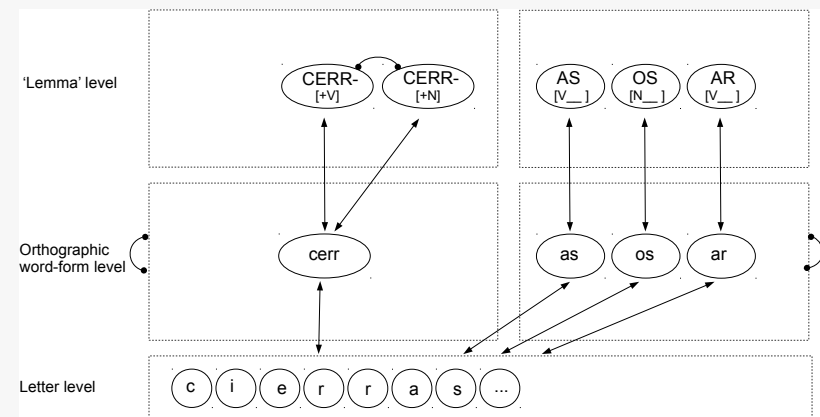 'Lemma' level
CERR- CERR- AS OS AR
[+V] [+N] [V__ ] [N__ ] [V__ ]
Orthographic
word-form level
cerr as os ar
Letter level
c i e r r a s ...